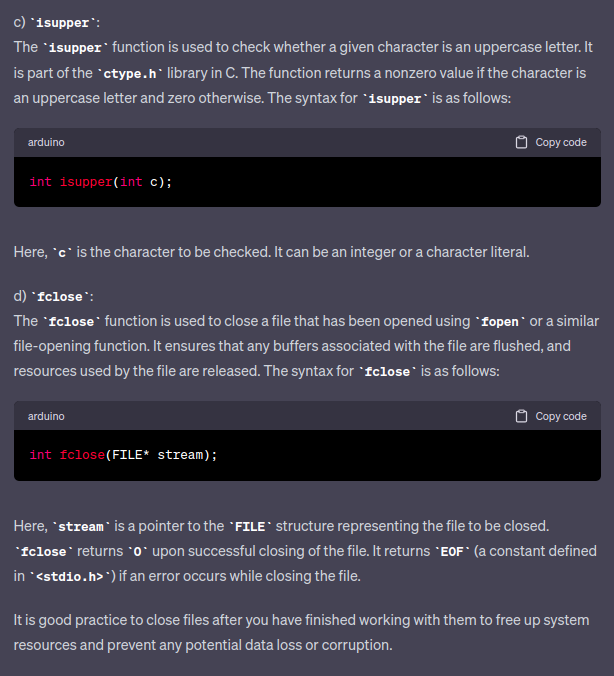 c) `isupper`:
The `isupper` function is used to check whether a given character is an uppercase letter. It
is part of the `ctype.h` library in C. The function returns a nonzero value if the character is
an uppercase letter and zero otherwise. The syntax for `isupper` is as follows:
arduino Copy code
int isupper(int c);
Here, `c` is the character to be checked. It can be an integer or a character literal.
d) `fclose`:
The `fclose` function is used to close a file that has been opened using `fopen` or a similar
file-opening function. It ensures that any buffers associated with the file are flushed, and
resources used by the file are released. The syntax for `fclose` is as follows:
arduino Copy code
int fclose(FILE* stream);
Here, `stream` is a pointer to the `FILE` structure representing the file to be closed.
`fclose` returns `0` upon successful closing of the file. It returns `EOF` (a constant defined
in `<stdio.h>`) if an error occurs while closing the file.
It is good practice to close files after you have finished working with them to free up system
resources and prevent any potential data loss or corruption.